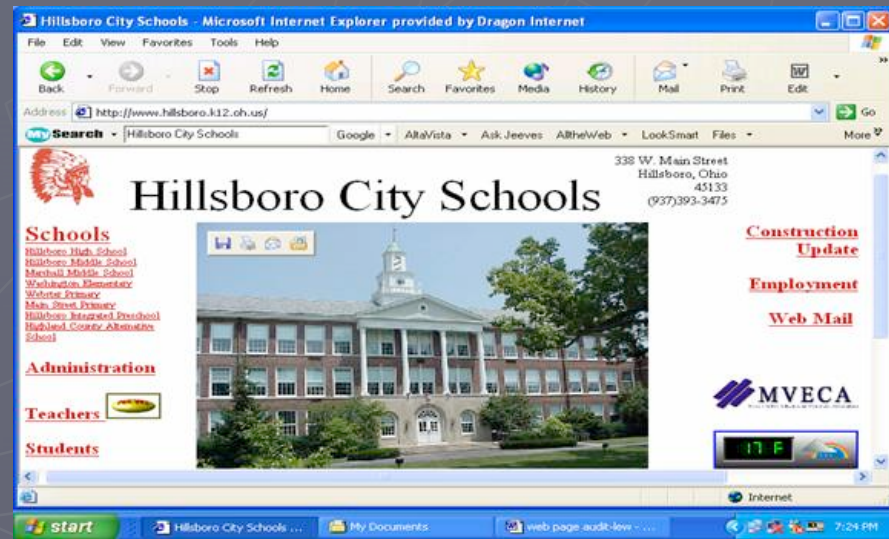 Hillsboro City Schools - Microsoft Internet Explorer provided by Dragon Internet
File Edit View Favorites Tools Help
Back Forward Stop Refresh Home Search Favorites Media History Mail Print Edit
Address http://www.hillsboro.k12.oh.us/ Go
My Search Hillsboro City Schools Google AltaVista Ask Jeeves AlltheWeb LookSmart Files More
338 W. Main Street
Hillsboro, Ohio
45133
(937)393-3475
Hillsboro City Schools
Schools
Hillsboro High School
Hillsboro Middle School
Marshall Middle School
Washington Elementary
Webster Primary
Main Street Primary
Hillsboro Integrated Preschool
Highland County Alternative
School
Administration
Teachers
Students
Construction
Update
Employment
Web Mail
MVECA
17 F
Internet
start Hillsboro City Schools ... My Documents web page audit-lew - ... 7:24 PM